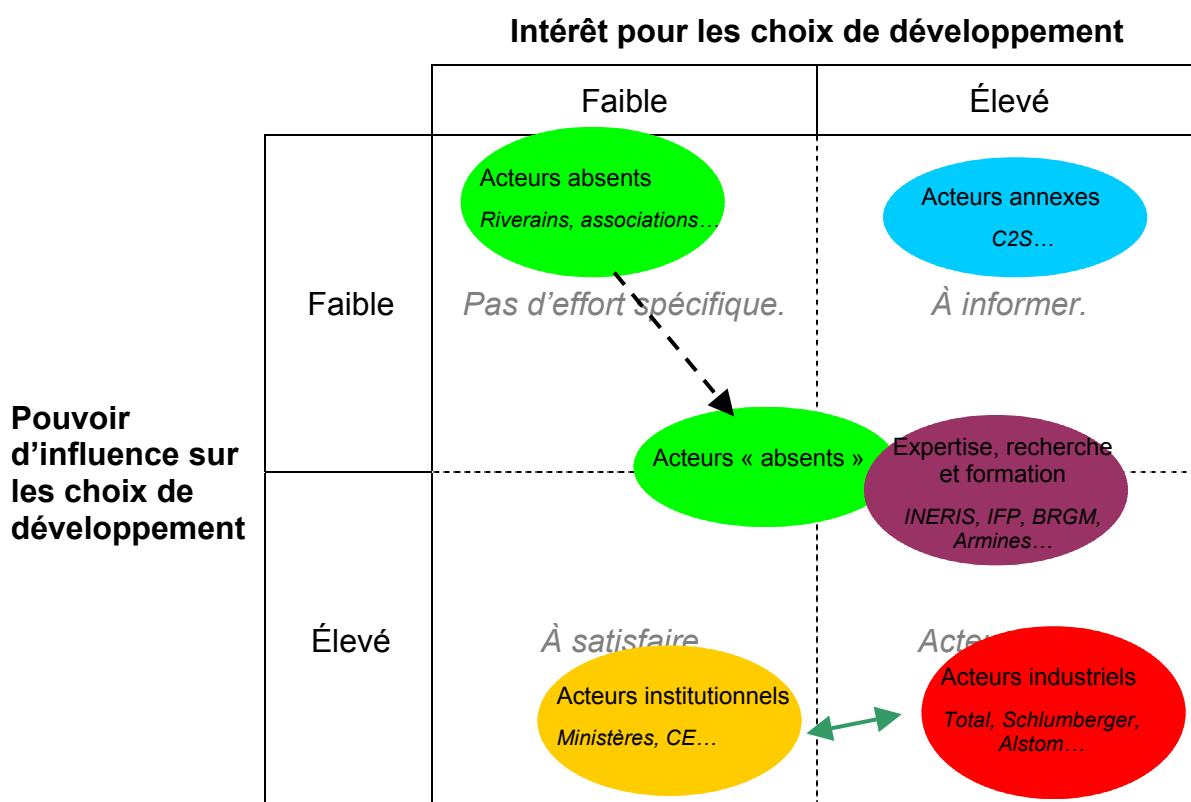 Intérêt pour les choix de développement
Faible
Élevé
Acteurs absents
Riverains, associations…
Acteurs annexes
C2S…
Faible
Pas d’effort spécifique.
À informer.
Pouvoir
d’influence sur
les choix de
développement
Acteurs « absents »
Expertise, recherche
et formation
INERIS, IFP, BRGM,
Armines…
Élevé
À satisfaire
Acteurs institutionnels
Ministères, CE…
Acteurs industriels
Total, Schlumberger,
Alstom…